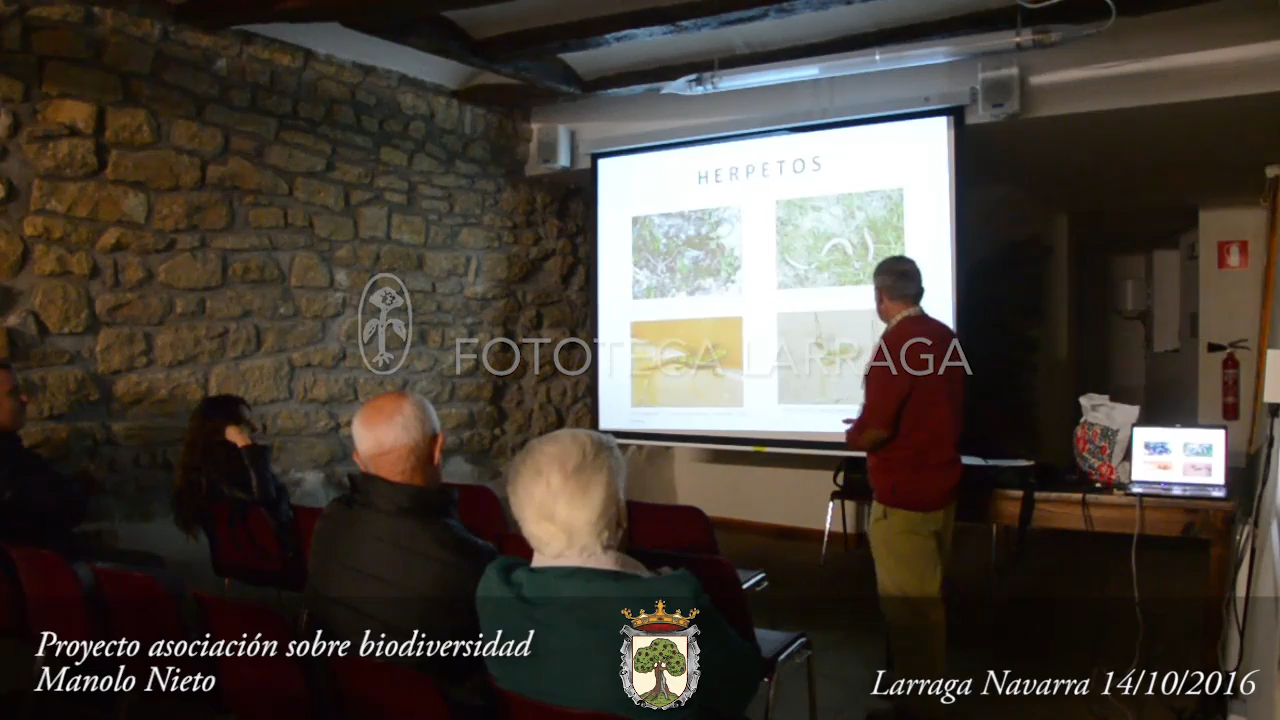 HERPETOS
FOTOTECA LARRAGA
Proyecto asociación sobre biodiversidad
Manolo Nieto
Larraga Navarra 14/10/2016